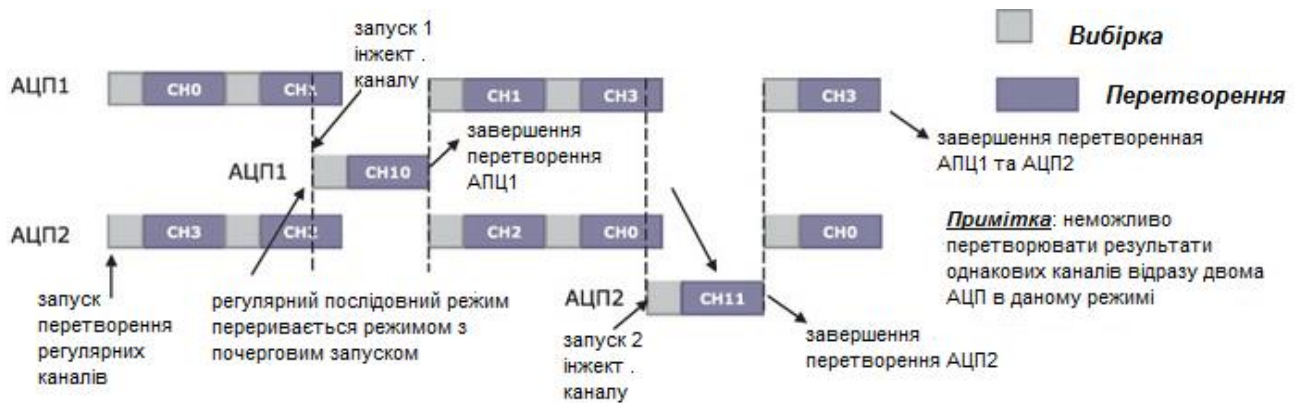 запуск 1
інжект .
каналу
Вибірка
АЦП1
CH0
CH1
CH1
CH3
CH3
Перетворення
завершення
перетворення
АПЦ1
завершення перетворенная
АПЦ1 та АЦП2
АЦП1
CH10
АЦП2
CH3
CH2
CH2
CH0
CH0
Примітка: неможливо
перетворювати результати
однакових каналів відразу двома
АЦП в даному режимі
запуск
перетворення
регулярних
каналів
регулярний послідовний режим
переривається режимом з
почерговим запуском
АЦП2
CH11
запуск 2
інжект .
каналу
завершення
перетворення АЦП2